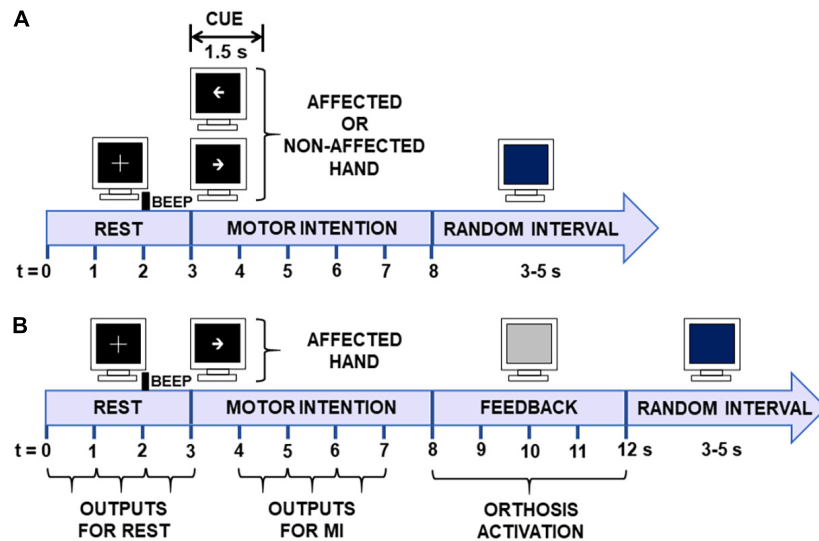 A
CUE
1.5 s
AFFECTED
OR
NON-AFFECTED
HAND
BEEP
REST MOTOR INTENTION RANDOM INTERVAL
t = 0 1 2 3 4 5 6 7 8 3-5 s
B
AFFECTED
HAND
BEEP
REST MOTOR INTENTION FEEDBACK RANDOM INTERVAL
t = 0 1 2 3 4 5 6 7 8 9 10 11 12 s 3-5 s
OUTPUTS
FOR REST
OUTPUTS
FOR MI
ORTHOSIS
ACTIVATION